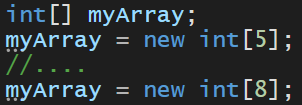 int[] myArray;
myArray = new int[5];
//....
myArray = new int[8];